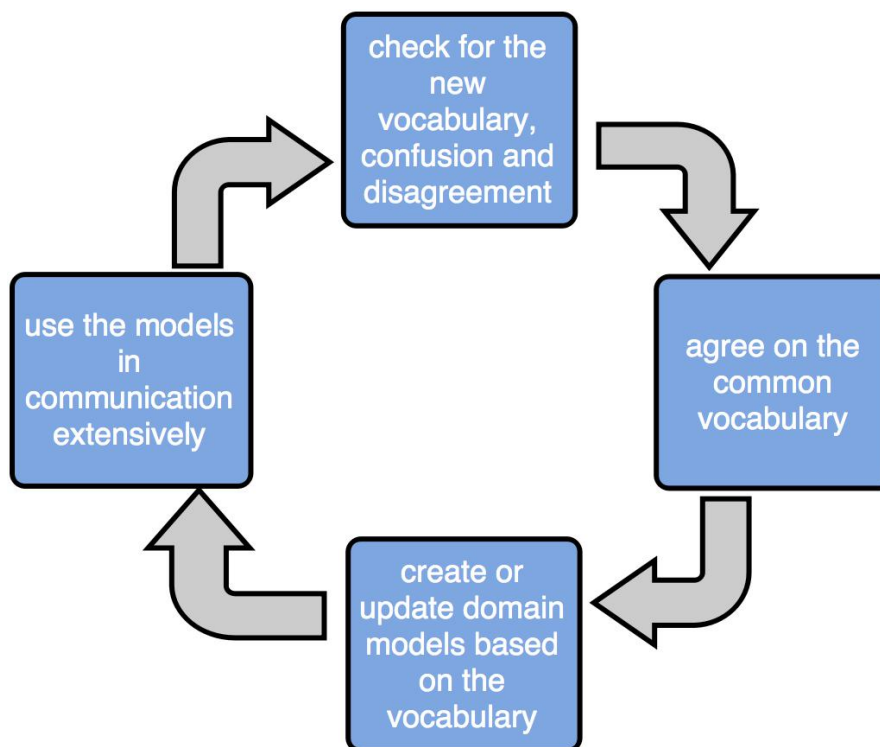 check for the
new
vocabulary,
confusion and
disagreement
agree on the
common
vocabulary
create or
update domain
models based
on the
vocabulary
use the models
in
communication
extensively